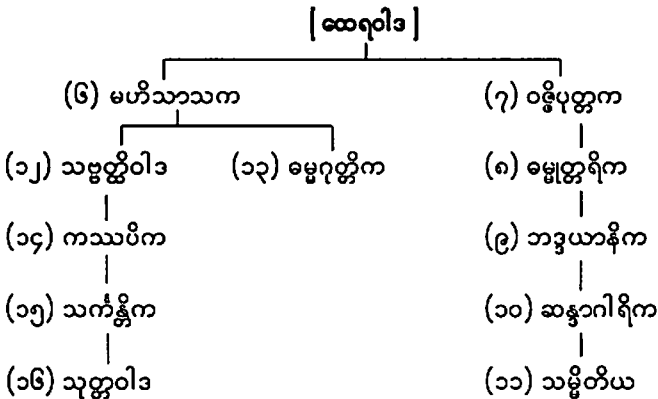 [ ထေရဝါဒ ]
(၆) မဟိသာသက (၇) ဝဇ္ဇိပုတ္တက
(၁၂) သဗ္ဗတ္ထိဝါဒ (၁၃) ဓမ္မဂုတ္တိက (၈) ဓမ္မုတ္တရိက
(၁၄) ကဿပိက (၉) ဘဒ္ဒယာနိက
(၁၅) သင်္ကန္တိက (၁၀) ဆန္ဒာဂါရိက
(၁၆) သုတ္တဝါဒ (၁၁) သမ္မိတိယ